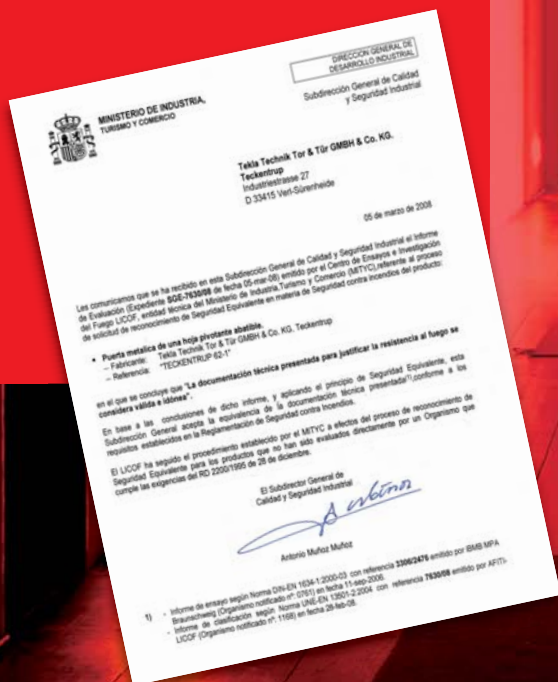 DIRECCIÓN GENERAL DE
DESARROLLO INDUSTRIAL
Subdirección General de Calidad
y Seguridad Industrial
MINISTERIO DE INDUSTRIA,
TURISMO Y COMERCIO
Tekla Technik Tor & Tür GMBH & Co. KG.
Teckentrup
Industriestrasse 27
D.33415 Verl-Sürenheide
05 de marzo de 2008
Les comunicamos que se ha recibido en esta Subdirección General de Calidad y Seguridad Industrial el Informe
de Evaluación (Expediente SGE-7630/08 de fecha 05-mar-08) emitido por el Centro de Ensayos e Investigación
del Fuego LICOF, entidad técnica del Ministerio de Industria,Turismo y Comercio (MITYC),referente al proceso
de solicitud de reconocimiento de Seguridad Equivalente en materia de Seguridad contra incendios del producto:
• Puerta metálica de una hoja pivotante abatible.
– Fabricante: Tekla Technik Tor & Tür GMBH & Co. KG, Teckentrup
– Referencia: "TECKENTRUP 62-1"
en el que se concluye que "La documentación técnica presentada para justificar la resistencia al fuego se
considera válida e idónea".
En base a las conclusiones de dicho informe, y aplicando el principio de Seguridad Equivalente, esta
Subdirección General acepta la equivalencia de la documentación técnica presentada(1),conforme a los
requisitos establecidos en la Reglamentación de Seguridad contra Incendios.
El LICOF ha seguido el procedimiento establecido por el MITYC a efectos del proceso de reconocimiento de
Seguridad Equivalente para los productos que no han sido evaluados directamente por un Organismo que
cumple las exigencias del RD 2200/1995 de 28 de diciembre.
El Subdirector General de
Calidad y Seguridad Industrial
Antonio Muñoz Muñoz
1) - Informe de ensayo según Norma DIN-EN 1634-1:2000-03 con referencia 3306/2476 emitido por IBMB MPA
Braunschweig (Organismo notificado nº: 0761) en fecha 11-sep-2006.
- Informe de clasificación según Norma UNE-EN 13501-2:2004 con referencia 7630/08 emitido por AFITI-
LICOF (Organismo notificado nº: 1168) en fecha 28-feb-08.